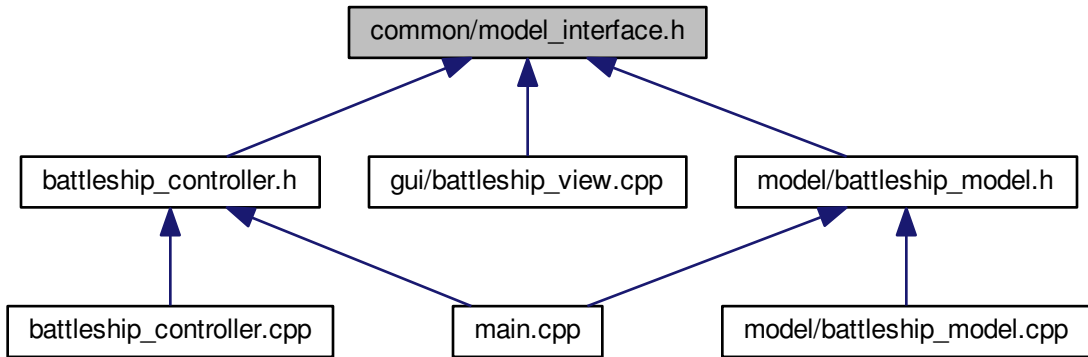 common/model_interface.h
battleship_controller.h
gui/battleship_view.cpp
model/battleship_model.h
battleship_controller.cpp
main.cpp
model/battleship_model.cpp